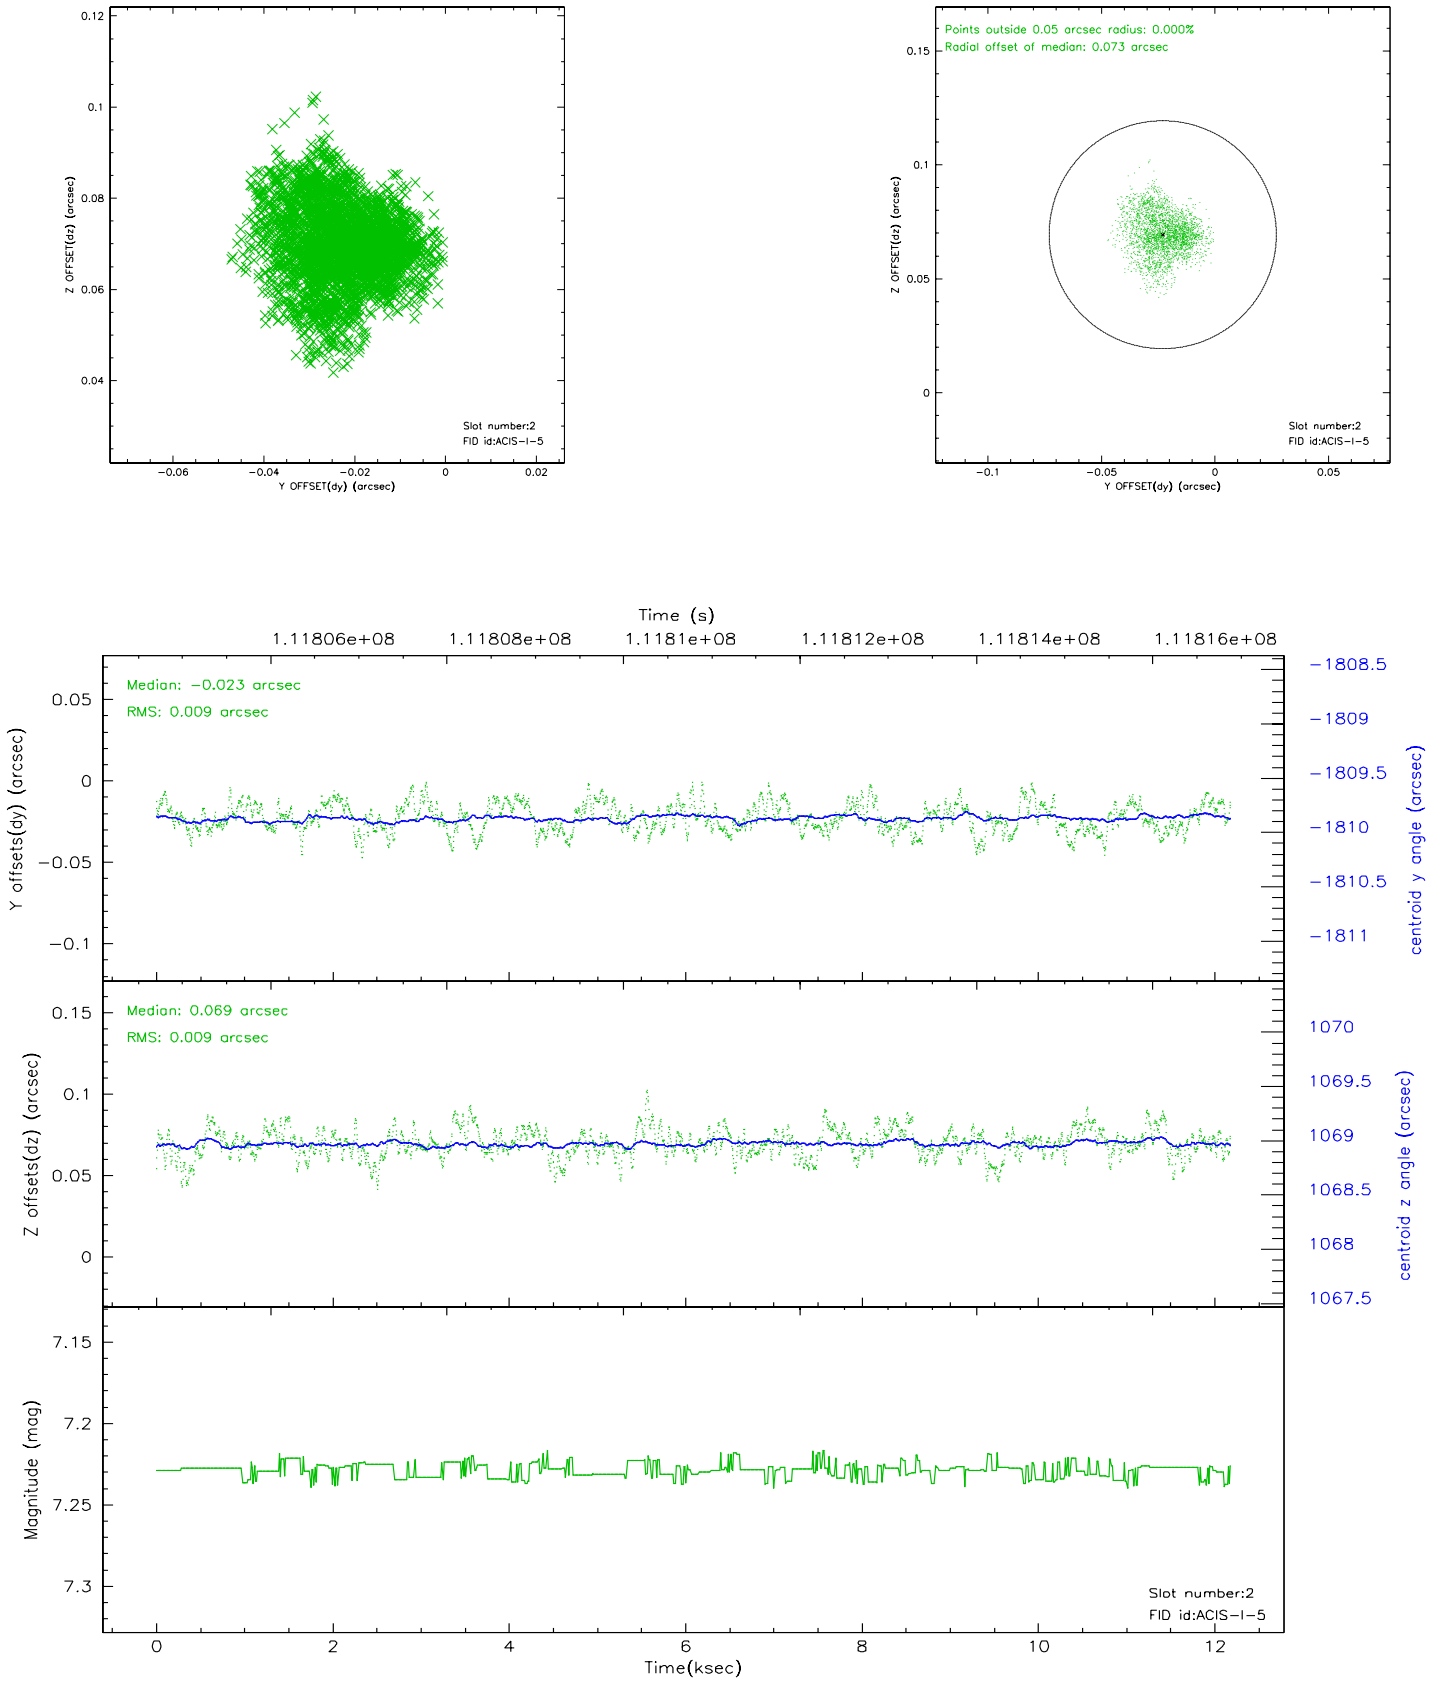 0.12
0.1
0.08
0.06
0.04
Z OFFSET(dz) (arcsec)
Slot number:2
FID id:ACIS-I-5
-0.06
-0.04
-0.02
0
0.02
Y OFFSET(dy) (arcsec)
Points outside 0.05 arcsec radius: 0.000%
Radial offset of median: 0.073 arcsec
0.15
0.1
0.05
0
Z OFFSET(dz) (arcsec)
Slot number:2
FID id:ACIS-I-5
-0.1
-0.05
0
0.05
Y OFFSET(dy) (arcsec)
Time (s)
1.11806e+08
1.11808e+08
1.1181e+08
1.11812e+08
1.11814e+08
1.11816e+08
Median: -0.023 arcsec
RMS: 0.009 arcsec
0.05
0
-0.05
-0.1
Y offsets(dy) (arcsec)
-1808.5
-1809
-1809.5
-1810
-1810.5
-1811
centroid y angle (arcsec)
Median: 0.069 arcsec
RMS: 0.009 arcsec
0.15
0.1
0.05
0
Z offsets(dz) (arcsec)
1070
1069.5
1069
1068.5
1068
1067.5
centroid z angle (arcsec)
7.15
7.2
7.25
7.3
Magnitude (mag)
Slot number:2
FID id:ACIS-I-5
0
2
4
6
8
10
12
Time(ksec)